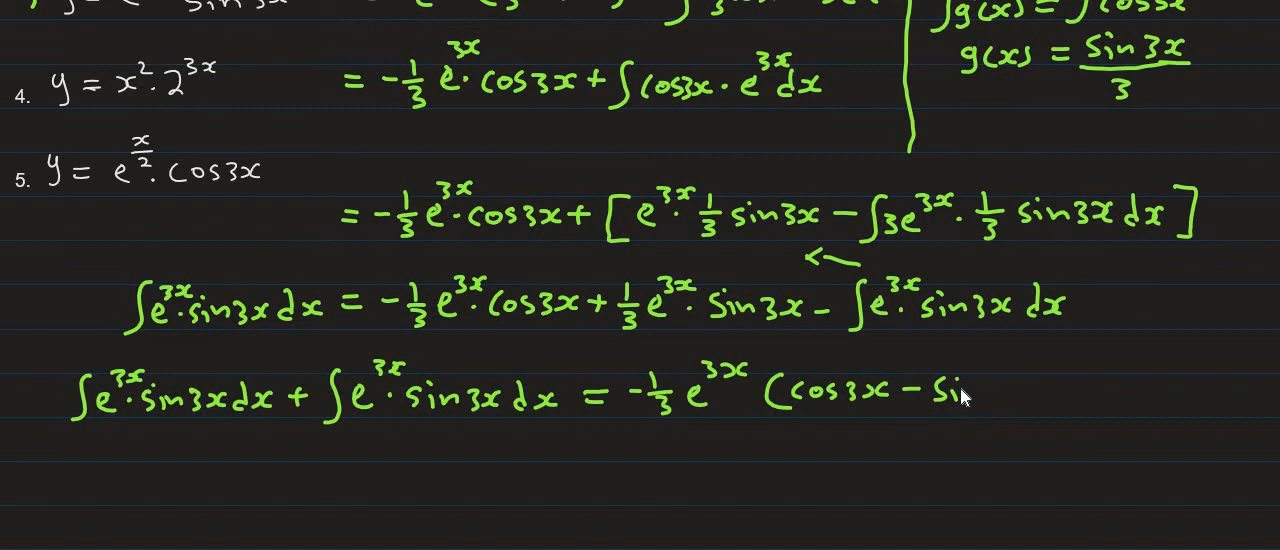 4. y = x². 2^{3x}
= -1/3 e^{3x}. cos3x + ∫cos3x . e^{3x} dx
g(x) = sin 3x / 3
5. y = e^{x/2} . cos3x
= -1/3 e^{3x}. cos3x + [ e^{3x}. 1/3 sin3x - ∫3e^{3x}. 1/3 sin3x dx ]
∫e^{3x}. sin3x dx = -1/3 e^{3x}. cos3x + 1/3 e^{3x}. sin3x - ∫e^{3x}. sin3x dx
∫e^{3x}. sin3x dx + ∫e^{3x}. sin3x dx = -1/3 e^{3x} (cos3x - si